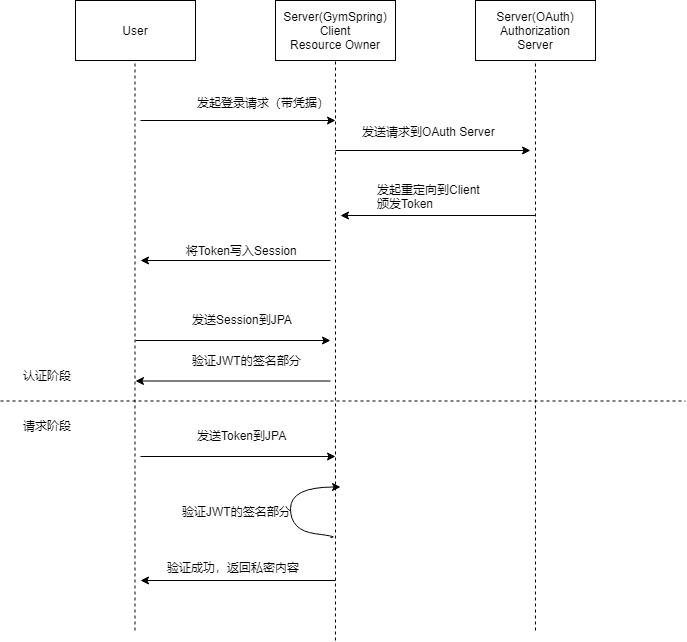 User
Server(GymSpring)
Client
Resource Owner
Server(OAuth)
Authorization
Server
发起登录请求（带凭据）
发送请求到OAuth Server
发起重定向到Client
颁发Token
将Token写入Session
发送Session到JPA
验证JWT的签名部分
认证阶段
请求阶段
发送Token到JPA
验证JWT的签名部分
验证成功，返回私密内容